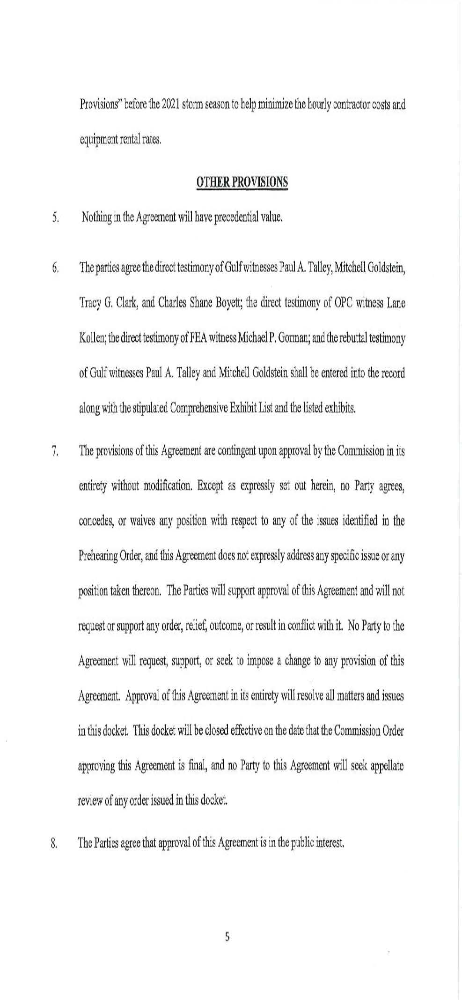 Provisions” before the 2021 storm season to help minimize the hourly contractor costs and
equipment rental rates.
OTHER PROVISIONS
5. Nothing in the Agreement will have precedential value.
6. The parties agree the direct testimony of Gulf witnesses Paul A. Talley, Mitchell Goldstein,
Tracy G. Clark, and Charles Shane Boyett; the direct testimony of OPC witness Lane
Kollen; the direct testimony of FEA witness Michael P. Gorman; and the rebuttal testimony
of Gulf witnesses Paul A. Talley and Mitchell Goldstein shall be entered into the record
along with the stipulated Comprehensive Exhibit List and the listed exhibits.
7. The provisions of this Agreement are contingent upon approval by the Commission in its
entirety without modification. Except as expressly set out herein, no Party agrees,
concedes, or waives any position with respect to any of the issues identified in the
Prehearing Order, and this Agreement does not expressly address any specific issue or any
position taken thereon. The Parties will support approval of this Agreement and will not
request or support any order, relief, outcome, or result in conflict with it. No Party to the
Agreement will request, support, or seek to impose a change to any provision of this
Agreement. Approval of this Agreement in its entirety will resolve all matters and issues
in this docket. This docket will be closed effective on the date that the Commission Order
approving this Agreement is final, and no Party to this Agreement will seek appellate
review of any order issued in this docket.
8. The Parties agree that approval of this Agreement is in the public interest.
5